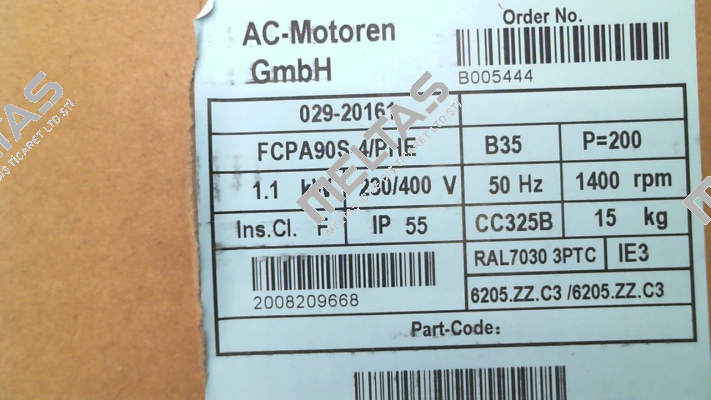 AC-Motoren
GmbH
Order No.
B005444
029-20161
FCPA90S-4/PHE B35 P=200
1.1 kW 230/400 V 50 Hz 1400 rpm
Ins.Cl. F IP 55 CC325B 15 kg
RAL7030 3PTC IE3
2008209668
6205.ZZ.C3 /6205.ZZ.C3
Part-Code:
MELTAS